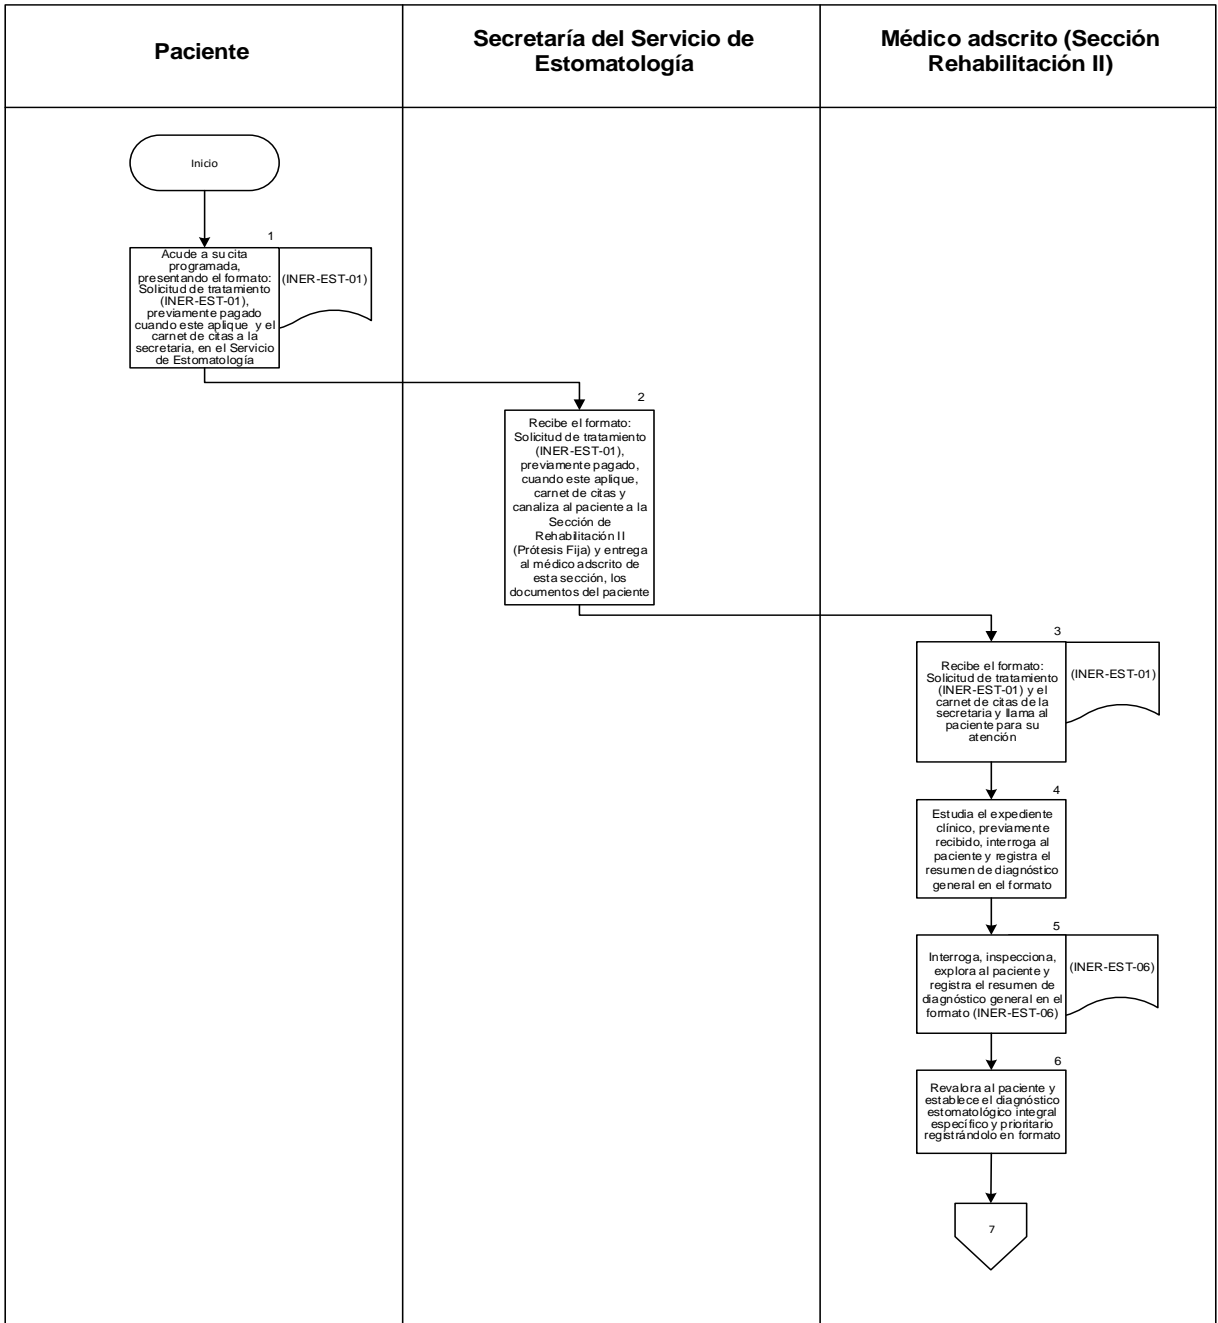 Paciente
Secretaría del Servicio de
Estomatología
Médico adscrito (Sección
Rehabilitación II)
Inicio
1
Acude a su cita
programada,
presentando el formato:
Solicitud de tratamiento
(INER-EST-01),
previamente pagado
cuando este aplique y el
carnet de citas a la
secretaria, en el Servicio
de Estomatología
(INER-EST-01)
2
Recibe el formato:
Solicitud de tratamiento
(INER-EST-01),
previamente pagado,
cuando este aplique,
carnet de citas y
canaliza al paciente a la
Sección de
Rehabilitación II
(Prótesis Fija) y entrega
al médico adscrito de
esta sección, los
documentos del paciente
3
Recibe el formato:
Solicitud de tratamiento
(INER-EST-01) y el
carnet de citas de la
secretaria y llama al
paciente para su
atención
(INER-EST-01)
4
Estudia el expediente
clínico, previamente
recibido, interroga al
paciente y registra el
resumen de diagnóstico
general en el formato
5
Interroga, inspecciona,
explora al paciente y
registra el resumen de
diagnóstico general en el
formato (INER-EST-06)
(INER-EST-06)
6
Revalora al paciente y
establece el diagnóstico
estomatológico integral
específico y prioritario
registrándolo en formato
7